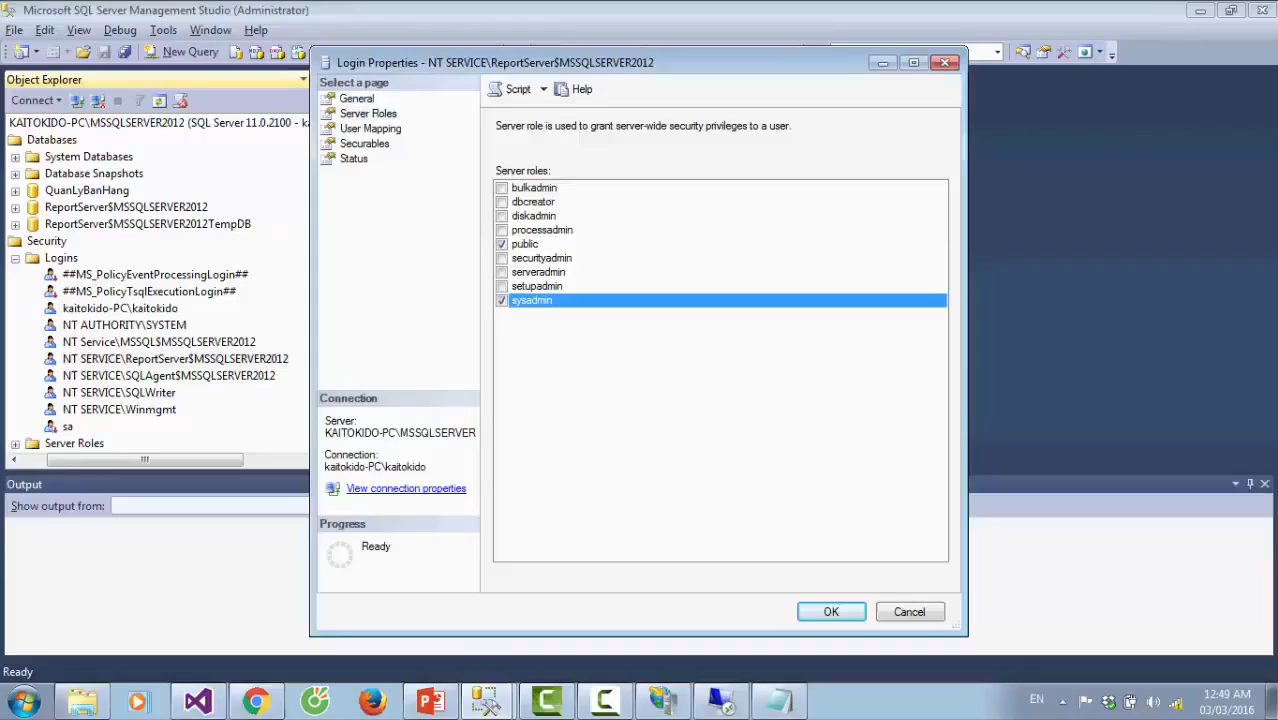 Microsoft SQL Server Management Studio (Administrator)
File Edit View Debug Tools Window Help
New Query
Object Explorer
Connect
KAITOKIDO-PC\MSSQLSERVER2012 (SQL Server 11.0.2100 - k
Databases
System Databases
Database Snapshots
QuanLyBanHang
ReportServer$MSSQLSERVER2012
ReportServer$MSSQLSERVER2012TempDB
Security
Logins
##MS_PolicyEventProcessingLogin##
##MS_PolicyTsqlExecutionLogin##
kaitokido-PC\kaitokido
NT AUTHORITY\SYSTEM
NT Service\MSSQL$MSSQLSERVER2012
NT SERVICE\ReportServer$MSSQLSERVER2012
NT SERVICE\SQLAgent$MSSQLSERVER2012
NT SERVICE\SQLWriter
NT SERVICE\Winmgmt
sa
Server Roles
Output
Show output from:
Ready
Login Properties - NT SERVICE\ReportServer$MSSQLSERVER2012
Select a page
General
Server Roles
User Mapping
Securables
Status
Connection
Server:
KAITOKIDO-PC\MSSQLSERVER
Connection:
kaitokido-PC\kaitokido
View connection properties
Progress
Ready
Script Help
Server role is used to grant server-wide security privileges to a user.
Server roles:
bulkadmin
dbcreator
diskadmin
processadmin
public
securityadmin
serveradmin
setupadmin
sysadmin
OK Cancel
EN
12:49 AM
03/03/2016